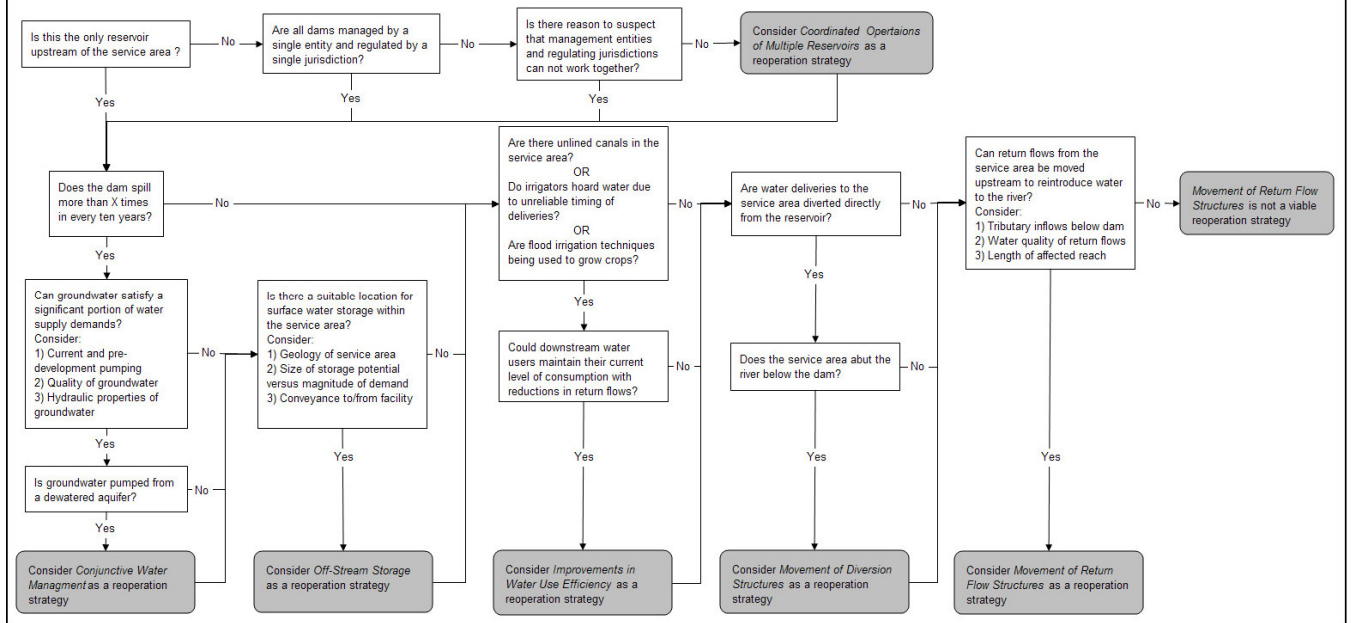 Is this the only reservoir
upstream of the service area ?
No
Are all dams managed by a
single entity and regulated by a
single jurisdiction?
No
Is there reason to suspect
that management entities
and regulating jurisdictions
can not work together?
No
Consider Coordinated Opertaions
of Multiple Reservoirs as a
reoperation strategy
Yes
Yes
Yes
Does the dam spill
more than X times
in every ten years?
No
Are there unlined canals in the
service area?
OR
Do irrigators hoard water due
to unreliable timing of
deliveries?
OR
Are flood irrigation techniques
being used to grow crops?
No
Are water deliveries to the
service area diverted directly
from the reservoir?
No
Can return flows from the
service area be moved
upstream to reintroduce water
to the river?
Consider:
1) Tributary inflows below dam
2) Water quality of return flows
3) Length of affected reach
No
Movement of Return Flow
Structures is not a viable
reoperation strategy
Yes
Yes
Yes
Can groundwater satisfy a
significant portion of water
supply demands?
Consider:
1) Current and pre-
development pumping
2) Quality of groundwater
3) Hydraulic properties of
groundwater
No
Is there a suitable location for
surface water storage within
the service area?
Consider:
1) Geology of service area
2) Size of storage potential
versus magnitude of demand
3) Conveyance to/from facility
No
Could downstream water
users maintain their current
level of consumption with
reductions in return flows?
No
Does the service area abut the
river below the dam?
No
Yes
Yes
Yes
Yes
Yes
Is groundwater pumped from
a dewatered aquifer?
No
Yes
Consider Conjunctive Water
Managment as a reoperation
strategy
Consider Off-Stream Storage
as a reoperation strategy
Consider Improvements in
Water Use Efficiency as a
reoperation strategy
Consider Movement of Diversion
Structures as a reoperation
strategy
Consider Movement of Return
Flow Structures as a reoperation
strategy